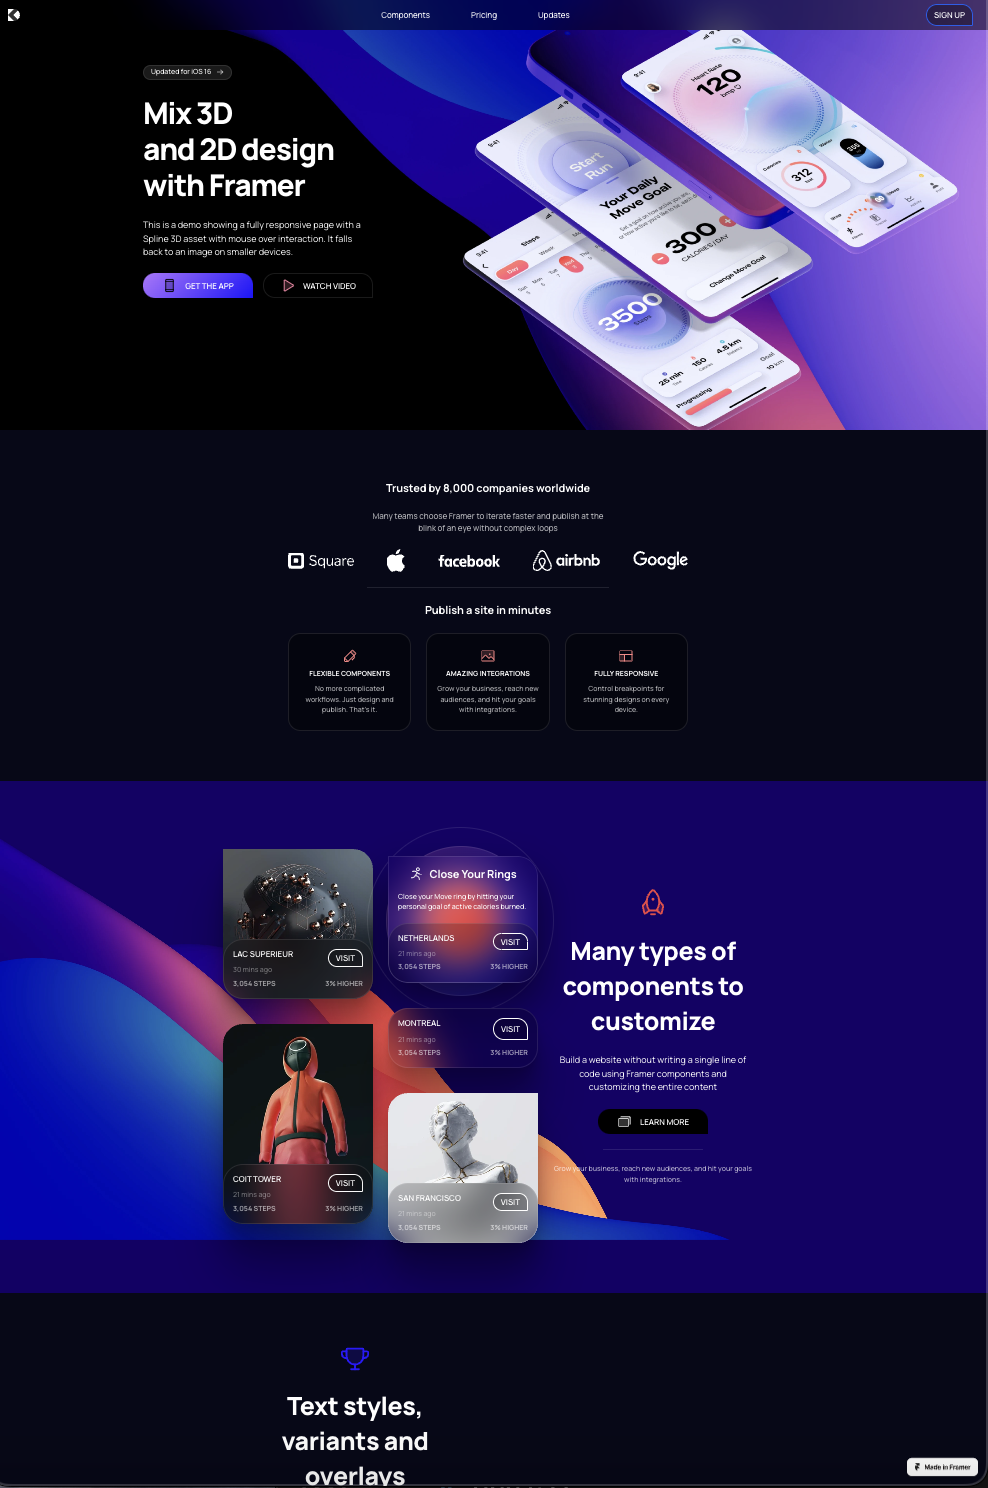 Components
Pricing
Updates
SIGN UP
Updated for iOS 16
Mix 3D
and 2D design
with Framer
This is a demo showing a fully responsive page with a
Spline 3D asset with mouse over interaction. It falls
back to an image on smaller devices.
GET THE APP
WATCH VIDEO
9:41
Heart Rate
120
bmp
Calories
312
9:41
Start
Run
Your Daily
Move Goal
300
CALORIES/DAY
Change Move Goal
9:41
Steps
Day
Week
3500
25 min
150
4.8 km
Goal
10 km
Progressing
Trusted by 8,000 companies worldwide
Many teams choose Framer to iterate faster and publish at the
blink of an eye without complex loops
Square
facebook
airbnb
Google
Publish a site in minutes
FLEXIBLE COMPONENTS
No more complicated
workflows. Just design and
publish. That's it.
AMAZING INTEGRATIONS
Grow your business, reach new
audiences, and hit your goals
with integrations.
FULLY RESPONSIVE
Control breakpoints for
stunning designs on every
device.
LAC SUPERIEUR
VISIT
30 mins ago
3,054 STEPS
3% HIGHER
Close Your Rings
Close your Move ring by hitting your
personal goal of active calories burned.
NETHERLANDS
VISIT
21 mins ago
3,054 STEPS
3% HIGHER
MONTREAL
VISIT
21 mins ago
3,054 STEPS
3% HIGHER
COIT TOWER
VISIT
21 mins ago
3,054 STEPS
3% HIGHER
SAN FRANCISCO
VISIT
21 mins ago
3,054 STEPS
3% HIGHER
Many types of
components to
customize
Build a website without writing a single line of
code using Framer components and
customizing the entire content
LEARN MORE
Grow your business, reach new audiences, and hit your goals
with integrations.
Text styles,
variants and
overlays
Made in Framer